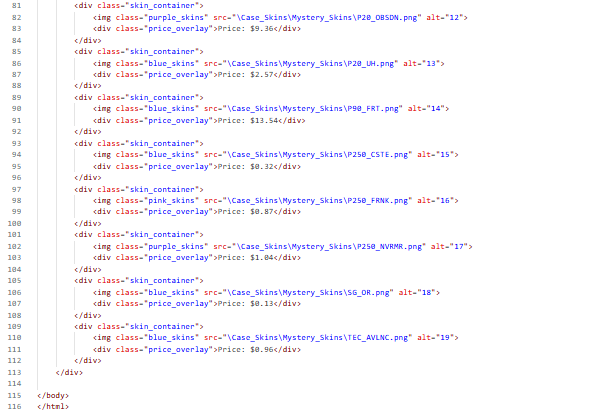 81 <div class="skin_container">
82 <img class="purple_skins" src="\Case_Skins\Mystery_Skins\P20_OBSDN.png" alt="12">
83 <div class="price_overlay">Price: $9.36</div>
84 </div>
85 <div class="skin_container">
86 <img class="blue_skins" src="\Case_Skins\Mystery_Skins\P20_UH.png" alt="13">
87 <div class="price_overlay">Price: $2.57</div>
88 </div>
89 <div class="skin_container">
90 <img class="blue_skins" src="\Case_Skins\Mystery_Skins\P90_FRT.png" alt="14">
91 <div class="price_overlay">Price: $13.54</div>
92 </div>
93 <div class="skin_container">
94 <img class="blue_skins" src="\Case_Skins\Mystery_Skins\P250_CSTE.png" alt="15">
95 <div class="price_overlay">Price: $0.32</div>
96 </div>
97 <div class="skin_container">
98 <img class="pink_skins" src="\Case_Skins\Mystery_Skins\P250_FRNK.png" alt="16">
99 <div class="price_overlay">Price: $0.87</div>
100 </div>
101 <div class="skin_container">
102 <img class="purple_skins" src="\Case_Skins\Mystery_Skins\P250_NVRMR.png" alt="17">
103 <div class="price_overlay">Price: $1.04</div>
104 </div>
105 <div class="skin_container">
106 <img class="blue_skins" src="\Case_Skins\Mystery_Skins\SG_OR.png" alt="18">
107 <div class="price_overlay">Price: $0.13</div>
108 </div>
109 <div class="skin_container">
110 <img class="blue_skins" src="\Case_Skins\Mystery_Skins\TEC_AVLNC.png" alt="19">
111 <div class="price_overlay">Price: $0.96</div>
112 </div>
113 </div>
114
115 </body>
116 </html>